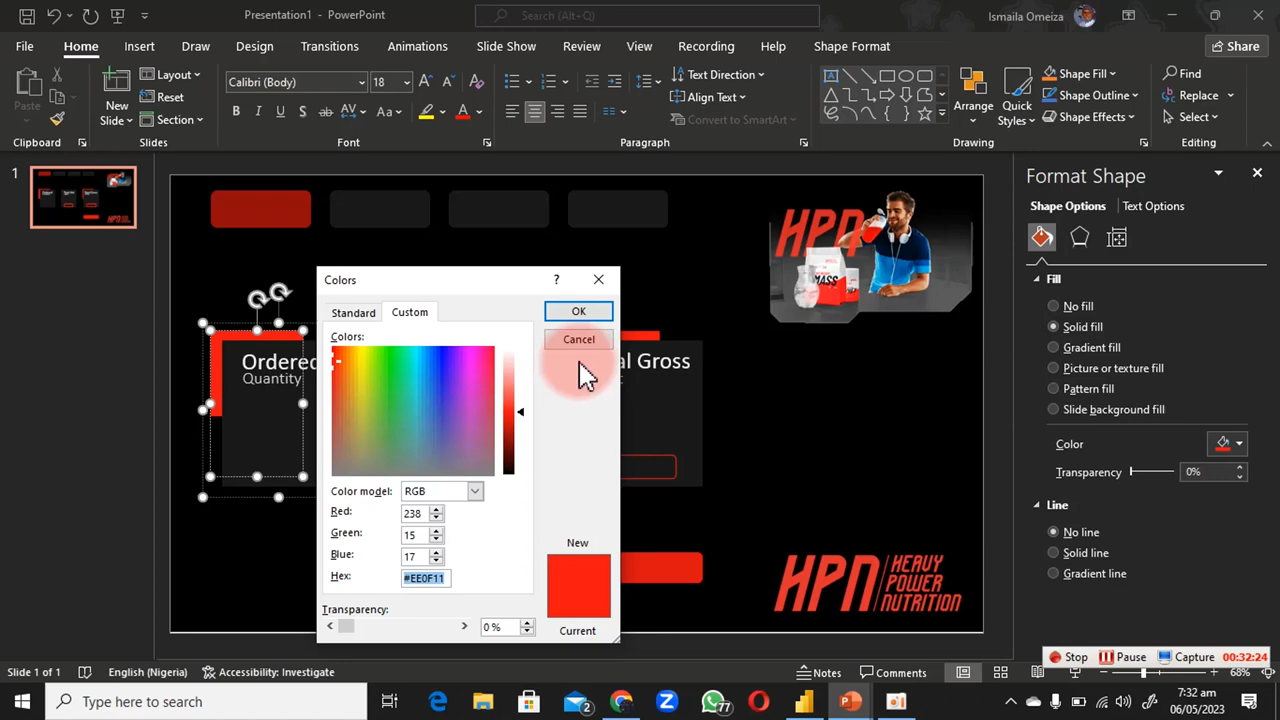 Presentation1 - PowerPoint
Search (Alt+Q)
Ismaila Omeiza
File Home Insert Draw Design Transitions Animations Slide Show Review View Recording Help Shape Format
Share
Paste
New Slide
Layout
Reset
Section
Calibri (Body) 18
Text Direction
Align Text
Convert to SmartArt
Arrange
Quick Styles
Shape Fill
Shape Outline
Shape Effects
Find
Replace
Select
Clipboard Slides Font Paragraph Drawing Editing
1
HPN
MASS
Ordered
Quantity
al Gross
HPN HEAVY POWER NUTRITION
Colors
Standard Custom
OK
Cancel
Colors:
Color model: RGB
Red: 238
Green: 15
Blue: 17
Hex: #EE0F11
Transparency:
0 %
New
Current
Format Shape
Shape Options Text Options
Fill
No fill
Solid fill
Gradient fill
Picture or texture fill
Pattern fill
Slide background fill
Color
Transparency 0%
Line
No line
Solid line
Gradient line
Stop Pause Capture 00:32:24
Slide 1 of 1 English (Nigeria) Accessibility: Investigate Notes Comments 68%
Type here to search
2
77
7:32 am
06/05/2023